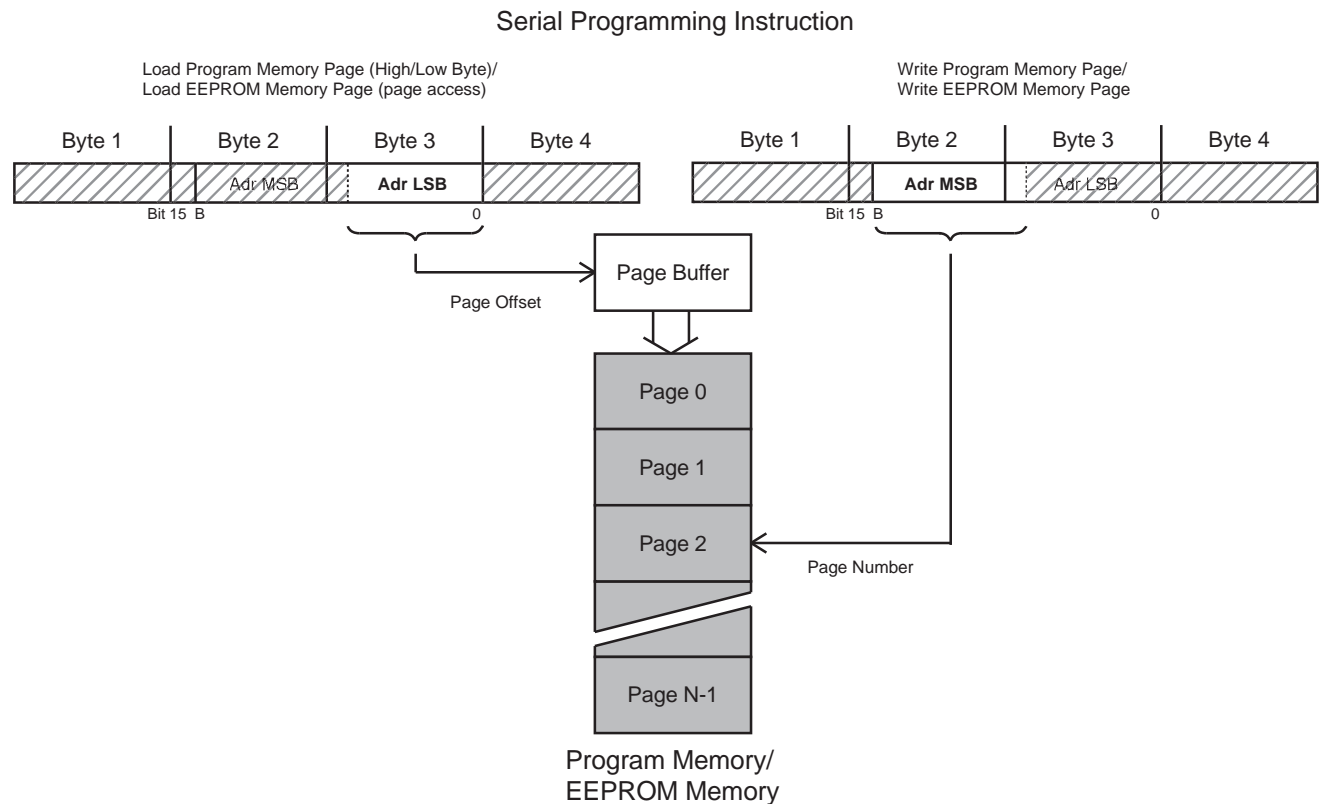 Serial Programming Instruction
Load Program Memory Page (High/Low Byte)/
Load EEPROM Memory Page (page access)
Write Program Memory Page/
Write EEPROM Memory Page
Byte 1 Byte 2 Byte 3 Byte 4
Byte 1 Byte 2 Byte 3 Byte 4
Adr MSB Adr LSB
Adr MSB Adr LSB
Bit 15 B 0
Bit 15 B 0
Page Buffer
Page Offset
Page 0
Page 1
Page 2
Page Number
Page N-1
Program Memory/
EEPROM Memory